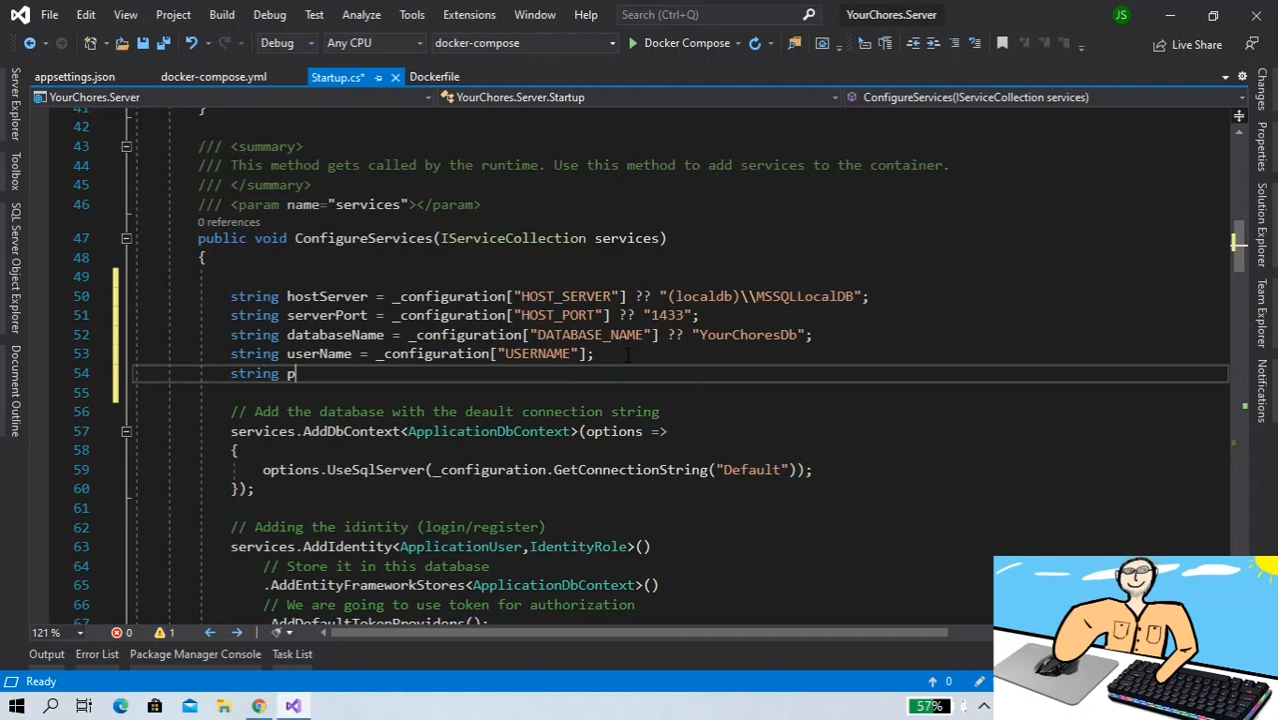 File Edit View Project Build Debug Test Analyze Tools Extensions Window Help Search (Ctrl+Q) YourChores.Server JS
Debug Any CPU docker-compose Docker Compose Live Share
appsettings.json docker-compose.yml Startup.cs* Dockerfile
YourChores.Server YourChores.Server.Startup ConfigureServices(IServiceCollection services)
Server Explorer
Toolbox
SQL Server Object Explorer
Document Outline
41 }
42
43 /// <summary>
44 /// This method gets called by the runtime. Use this method to add services to the container.
45 /// </summary>
46 /// <param name="services"></param>
0 references
47 public void ConfigureServices(IServiceCollection services)
48 {
49
50 string hostServer = _configuration["HOST_SERVER"] ?? "(localdb)\\MSSQLLocalDB";
51 string serverPort = _configuration["HOST_PORT"] ?? "1433";
52 string databaseName = _configuration["DATABASE_NAME"] ?? "YourChoresDb";
53 string userName = _configuration["USERNAME"];
54 string p
55
56 // Add the database with the deault connection string
57 services.AddDbContext<ApplicationDbContext>(options =>
58 {
59 options.UseSqlServer(_configuration.GetConnectionString("Default"));
60 });
61
62 // Adding the idintity (login/register)
63 services.AddIdentity<ApplicationUser,IdentityRole>()
64 // Store it in this database
65 .AddEntityFrameworkStores<ApplicationDbContext>()
66 // We are going to use token for authorization
67 .AddDefaultTokenProviders();
Changes
Properties
Solution Explorer
Team Explorer
Notifications
121 % 0 1
Output Error List Package Manager Console Task List
Ready 0
57%